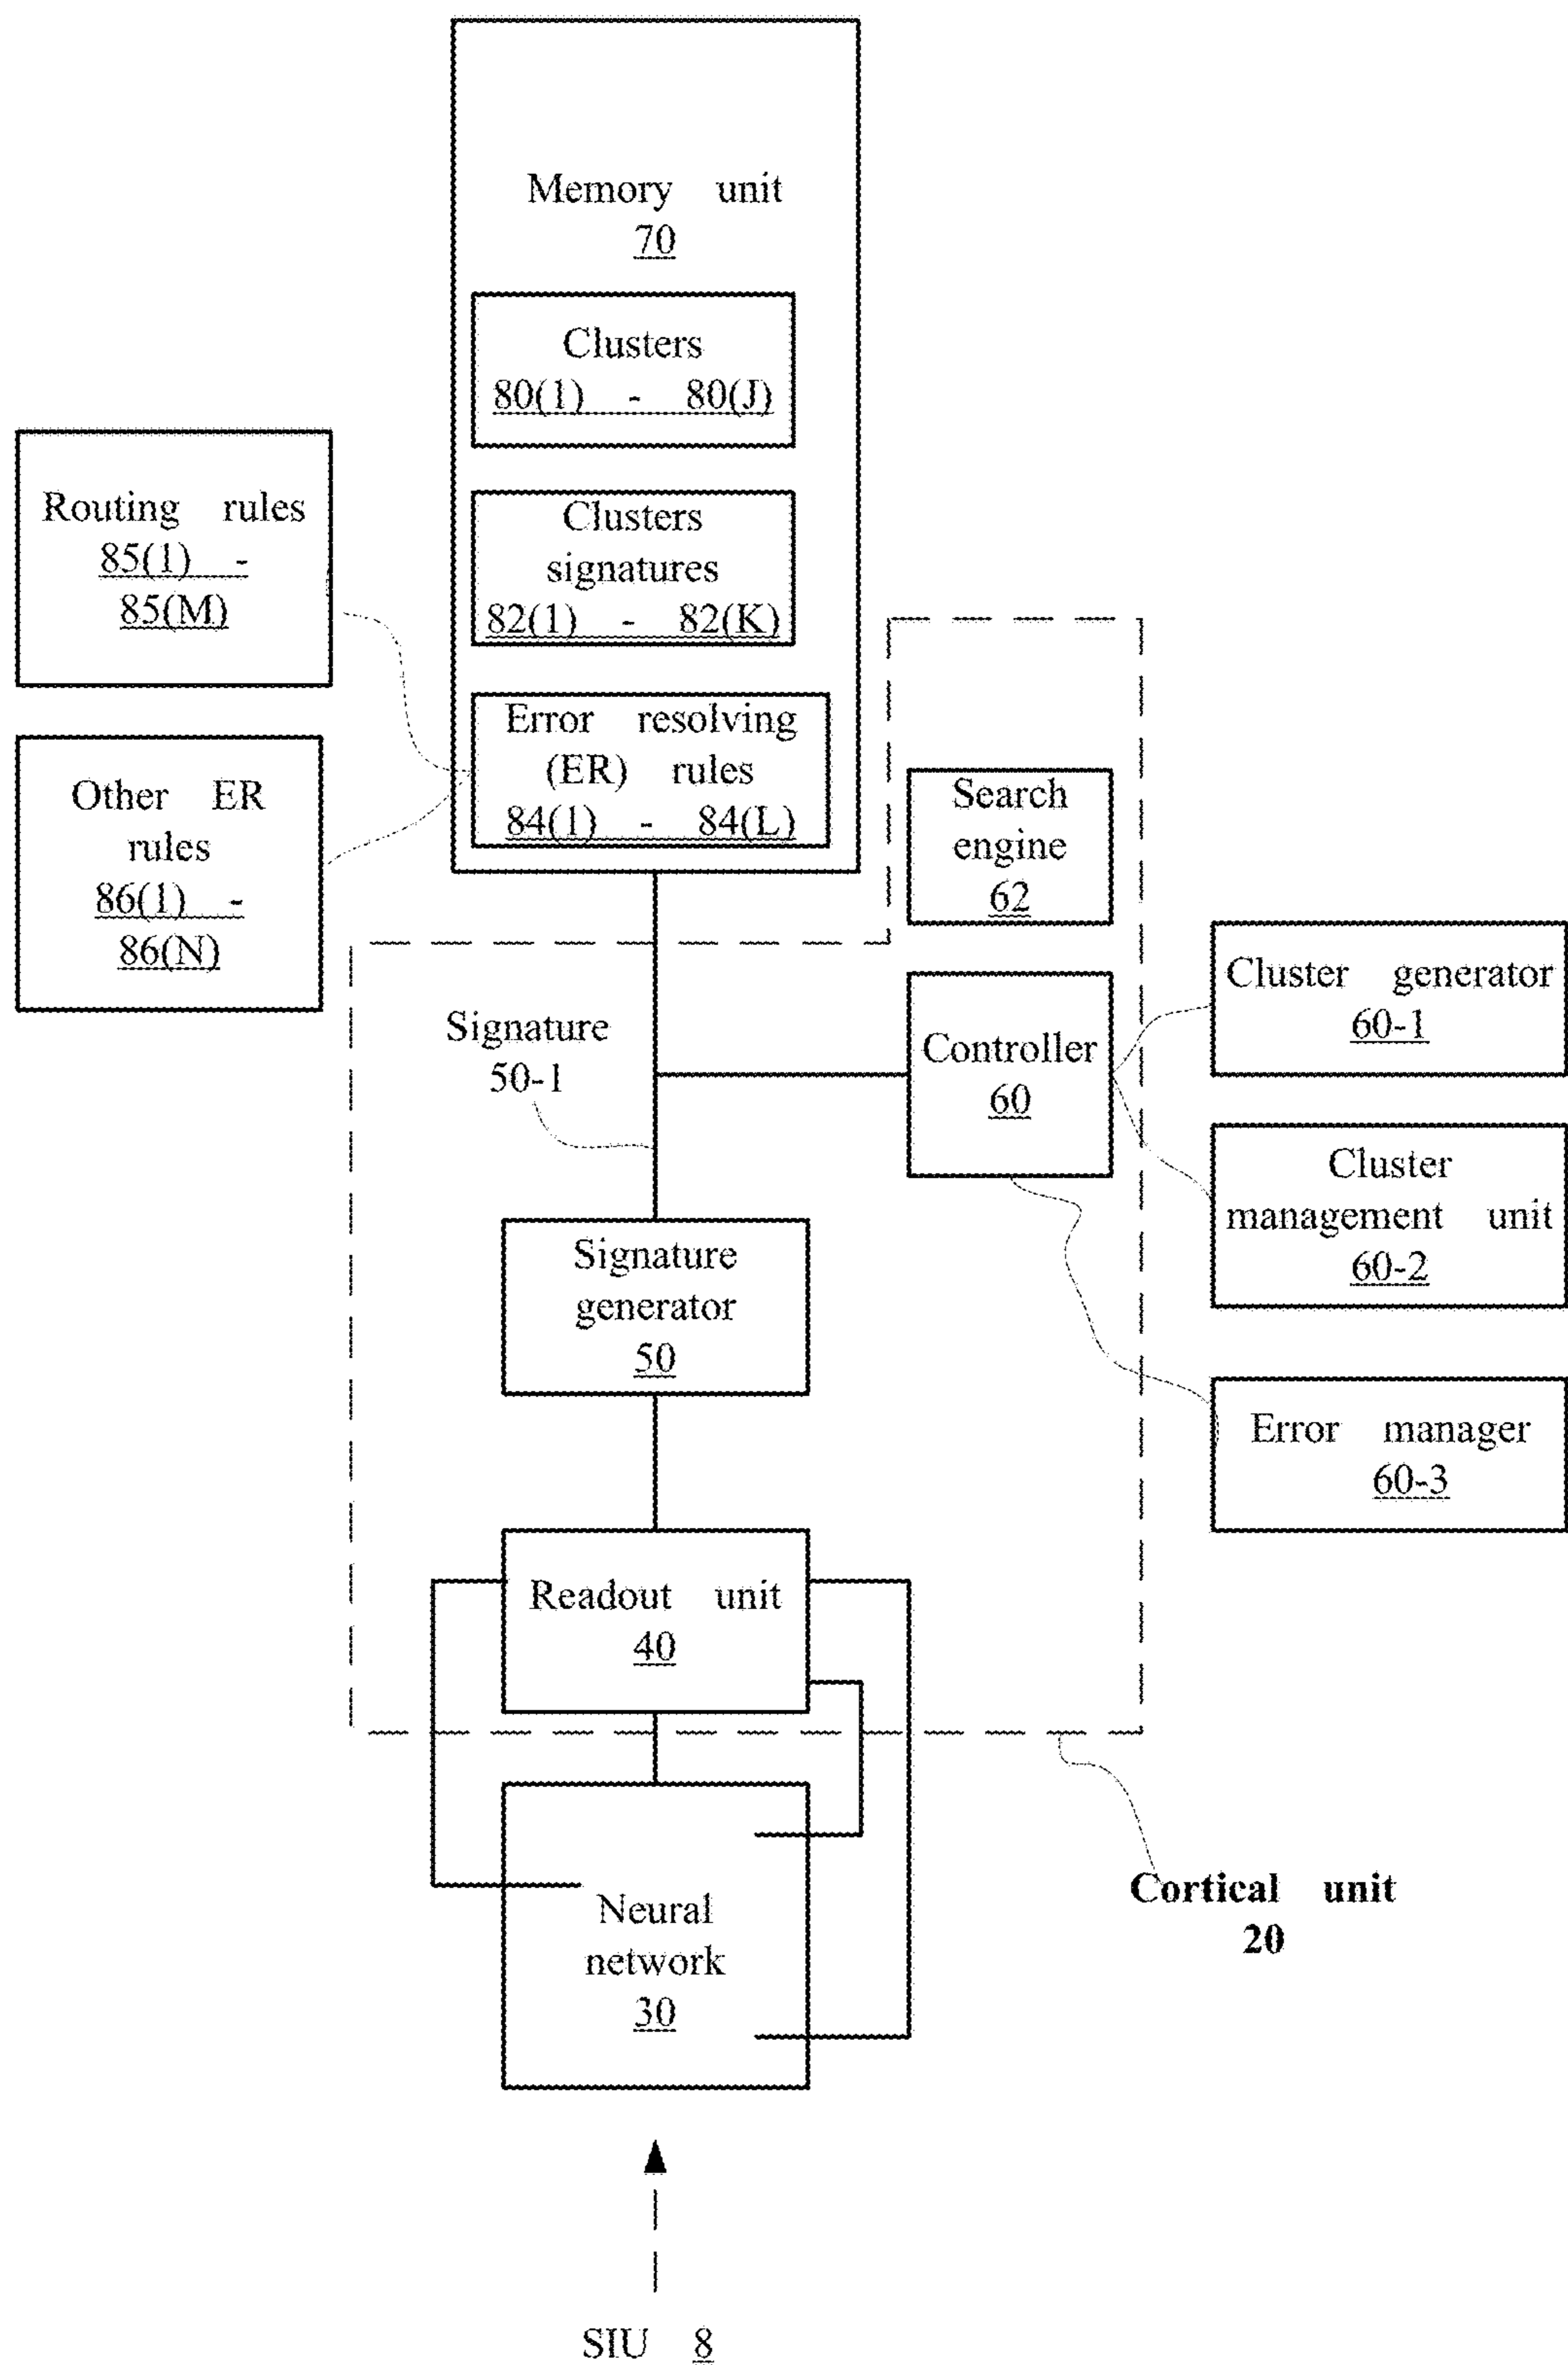 Memory unit
70
Clusters
80(1) - 80(J)
Routing rules
85(1) -
85(M)
Clusters
signatures
82(1) - 82(K)
Error resolving
(ER) rules
84(1) - 84(L)
Other ER
rules
86(1) -
86(N)
Search
engine
62
Cluster generator
60-1
Signature
50-1
Controller
60
Cluster
management unit
60-2
Signature
generator
50
Error manager
60-3
Readout unit
40
Cortical unit
20
Neural
network
30
SIU 8